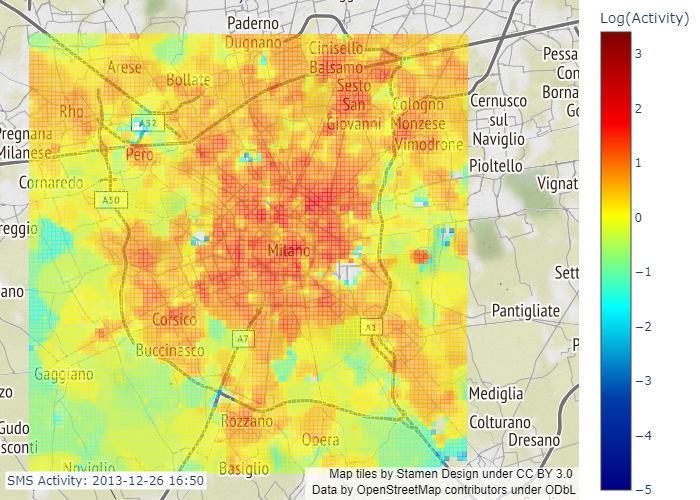 Paderno
Dugnano
Cinisello
Balsamo
Arese
Bollate
Sesto
San
Giovanni
Rho
A52
Pero
Cologno
Monzese
Vimodrone
Cernusco
sul
Naviglio
Pioltello
Pessa
Con
Borna
Go
Vignat
Pregnana
Milanese
Cornaredo
A50
reggio
Milano
ano
Sett
Pantigliate
P
Corsico
A7
A1
Buccinasco
Gaggiano
zo
Gudo
sconti
Rozzano
Opera
Mediglia
Colturano
Dresano
Noviglio
Basiglio
SMS Activity: 2013-12-26 16:50
Map tiles by Stamen Design under CC BY 3.0
Data by OpenStreetMap contributors under ODbL
Log(Activity)
3
2
1
0
−1
−2
−3
−4
−5